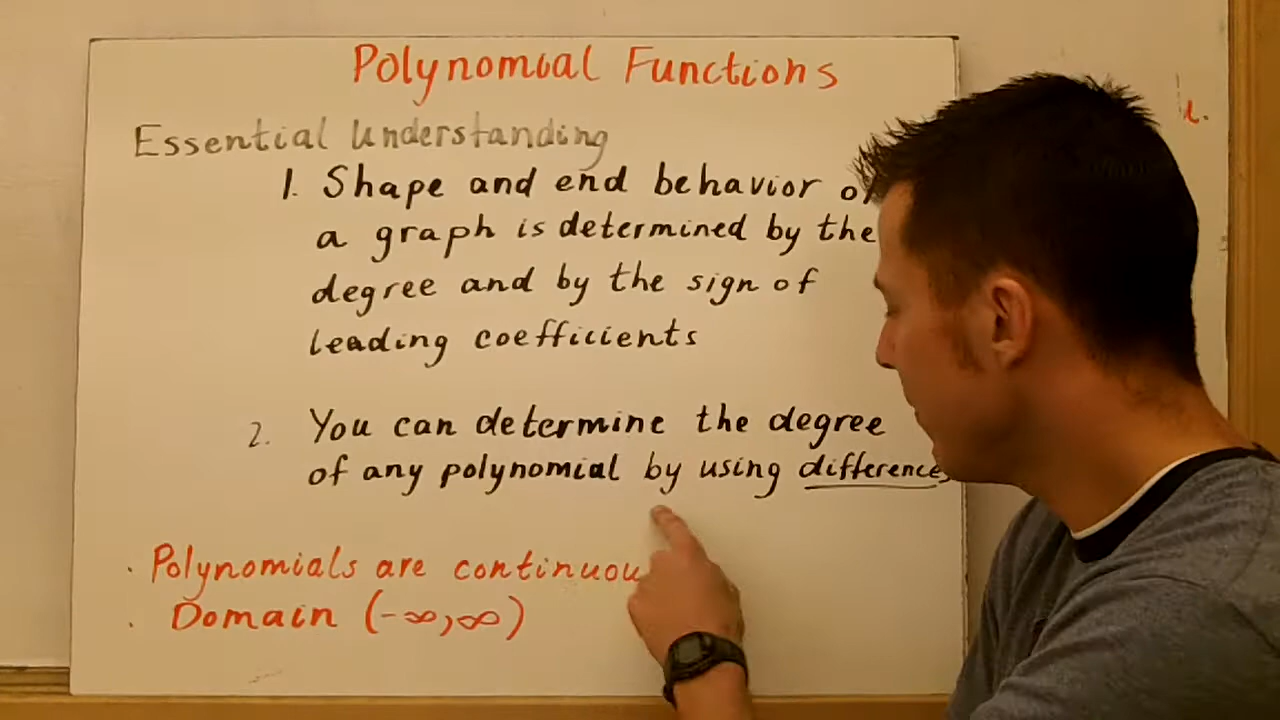 Polynomial Functions
Essential Understanding
1. Shape and end behavior
a graph is determined by the
degree and by the sign of
leading coefficients
2. You can determine the degree
of any polynomial by using differences
· Polynomials are
· Domain (-∞,∞)